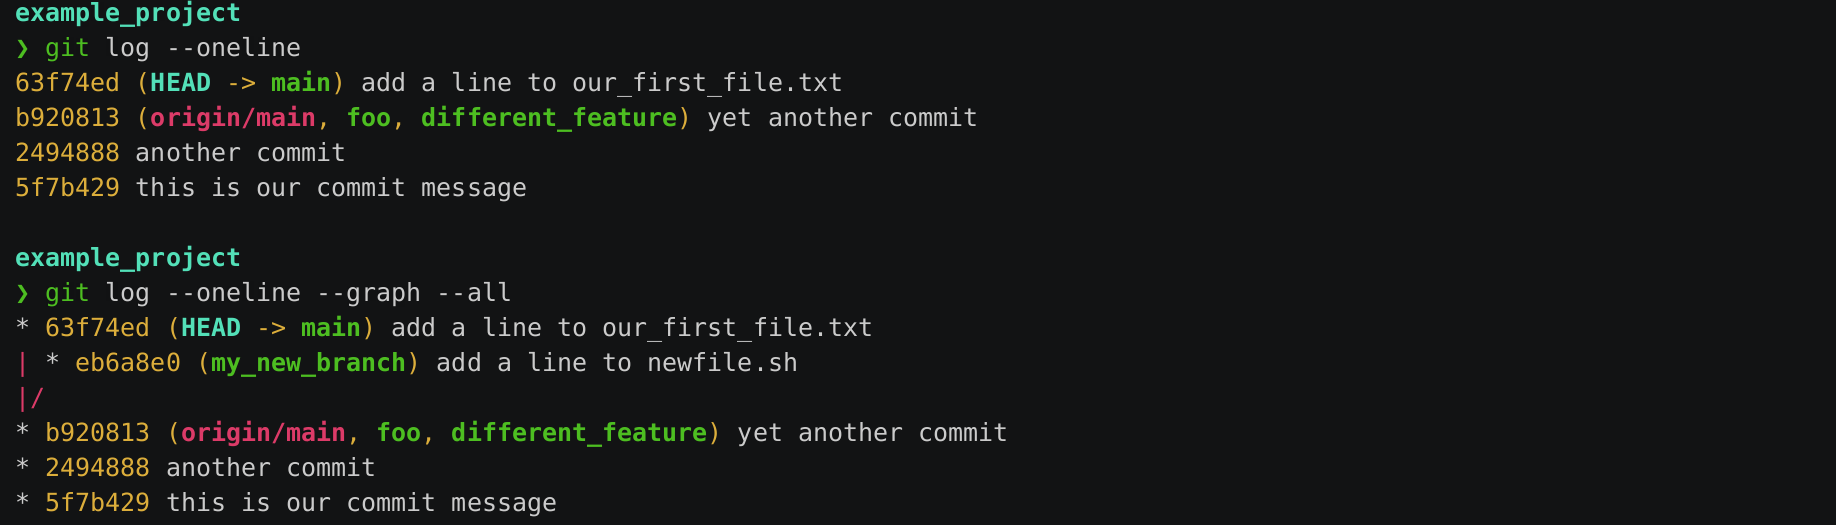 example_project
❯ git log --oneline
63f74ed (HEAD -> main) add a line to our_first_file.txt
b920813 (origin/main, foo, different_feature) yet another commit
2494888 another commit
5f7b429 this is our commit message
example_project
❯ git log --oneline --graph --all
* 63f74ed (HEAD -> main) add a line to our_first_file.txt
| * eb6a8e0 (my_new_branch) add a line to newfile.sh
|/
* b920813 (origin/main, foo, different_feature) yet another commit
* 2494888 another commit
* 5f7b429 this is our commit message